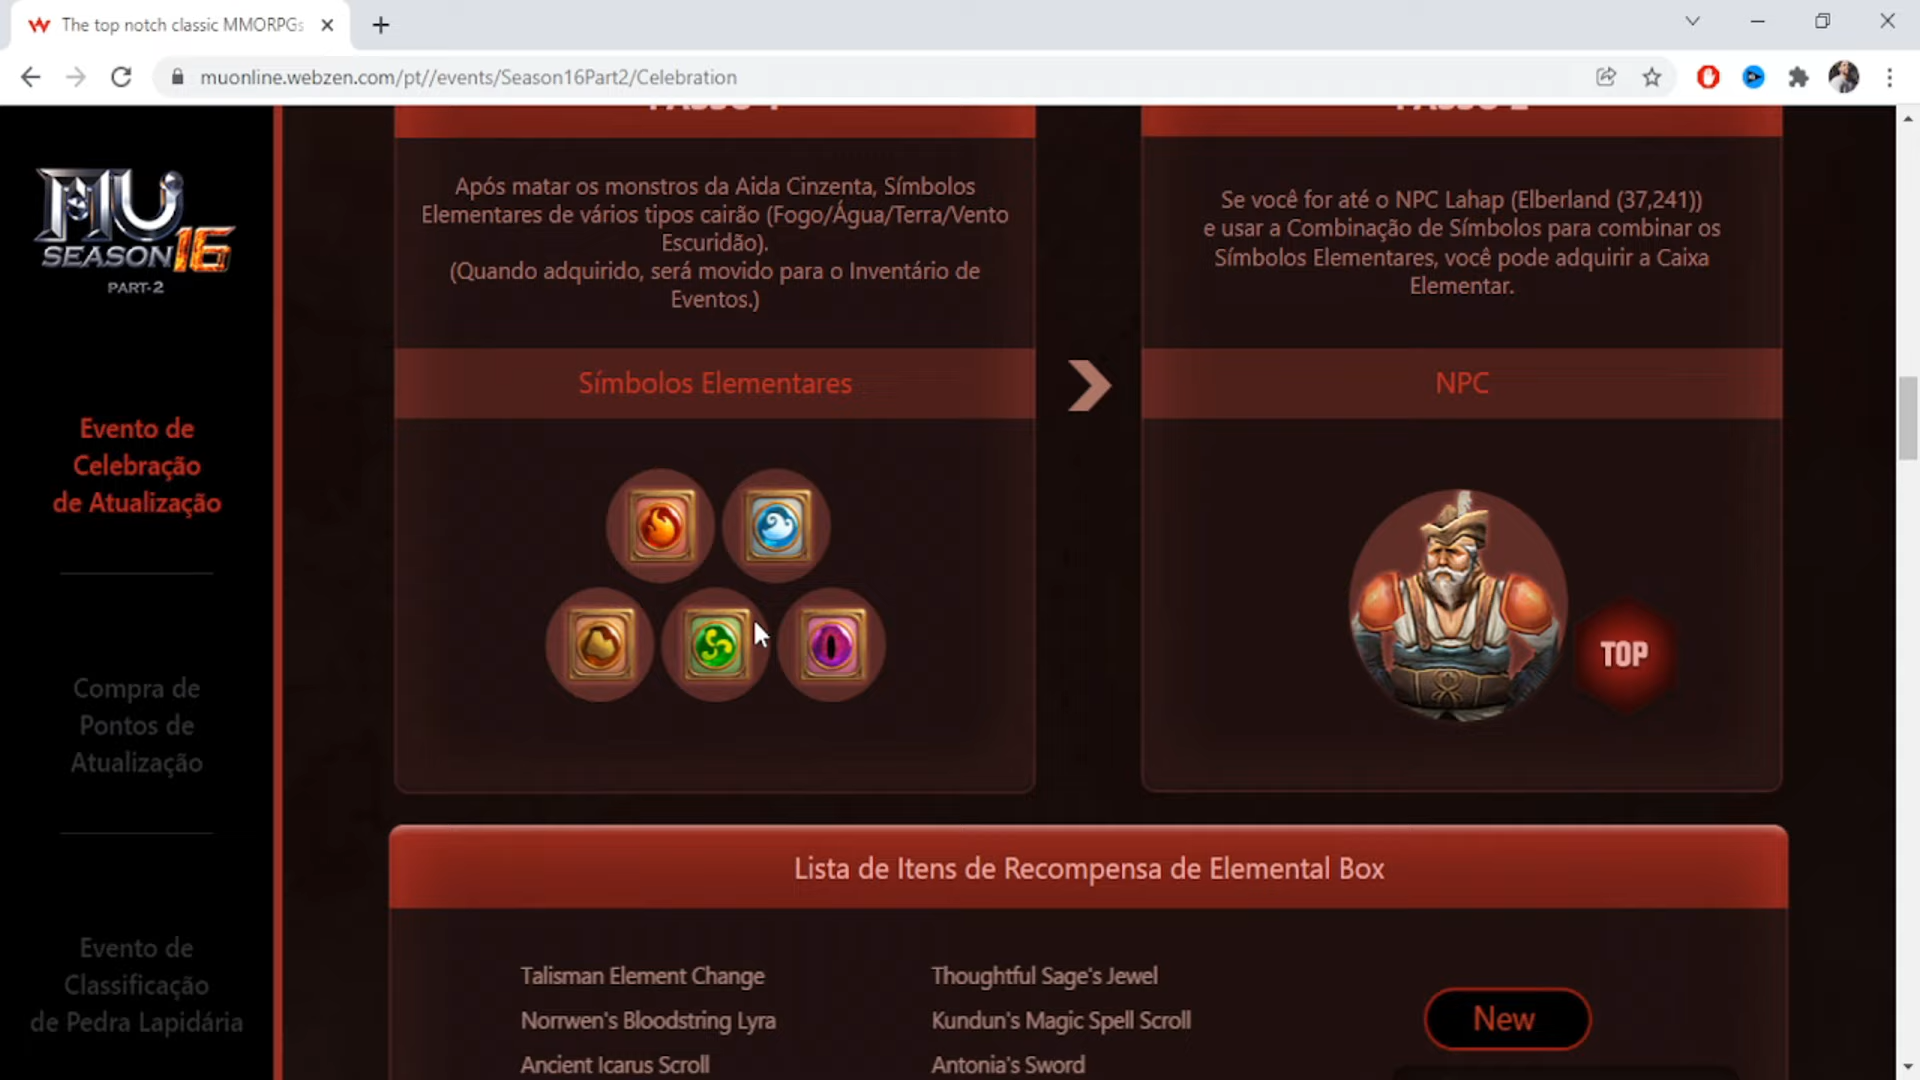 The top notch classic MMORPGs
muonline.webzen.com/pt//events/Season16Part2/Celebration
MU
SEASON 16
PART-2
Evento de
Celebração
de Atualização
Compra de
Pontos de
Atualização
Evento de
Classificação
de Pedra Lapidária
Após matar os monstros da Aida Cinzenta, Símbolos
Elementares de vários tipos cairão (Fogo/Água/Terra/Vento
Escuridão).
(Quando adquirido, será movido para o Inventário de
Eventos.)
Símbolos Elementares
Se você for até o NPC Lahap (Elberland (37,241))
e usar a Combinação de Símbolos para combinar os
Símbolos Elementares, você pode adquirir a Caixa
Elementar.
NPC
TOP
Lista de Itens de Recompensa de Elemental Box
Talisman Element Change
Norrwen's Bloodstring Lyra
Ancient Icarus Scroll
Thoughtful Sage's Jewel
Kundun's Magic Spell Scroll
Antonia's Sword
New